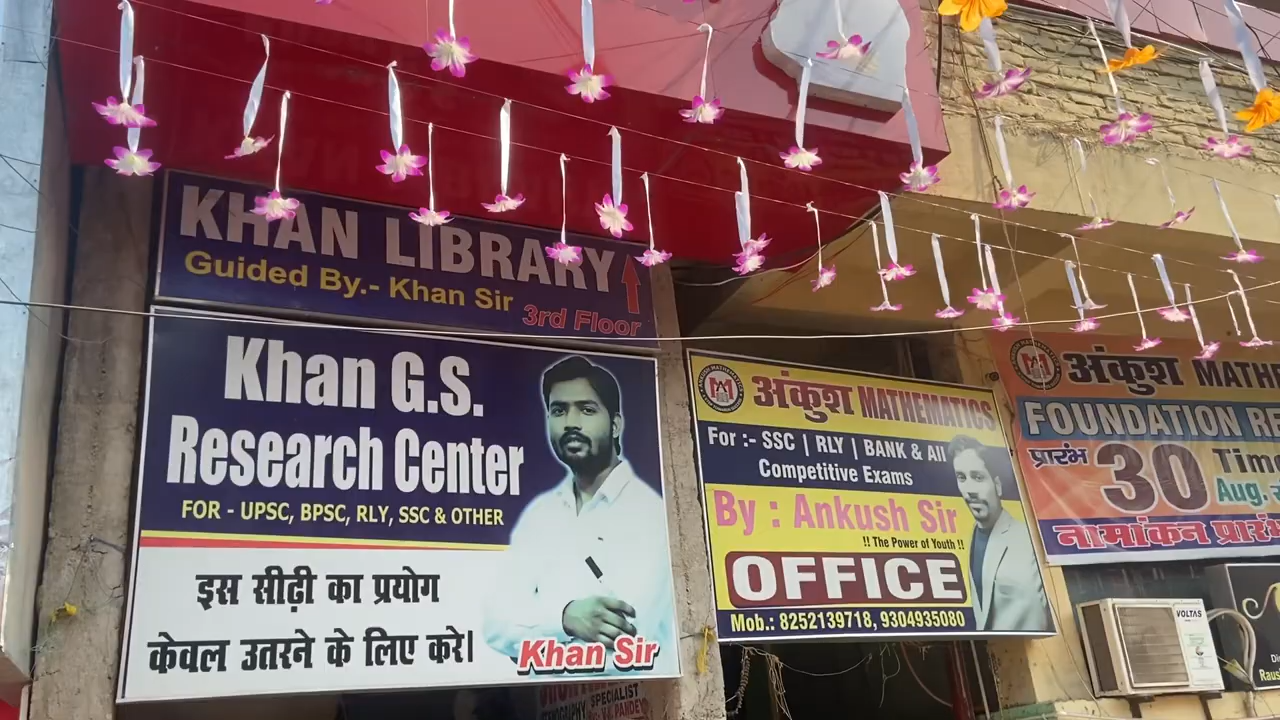 KHAN LIBRARY
Guided By.- Khan Sir
3rd Floor
Khan G.S.
Research Center
FOR - UPSC, BPSC, RLY, SSC & OTHER
इस सीढ़ी का प्रयोग
केवल उतरने के लिए करे।
Khan Sir
अंकुश MATHEMATICS
For :- SSC | RLY | BANK & All
Competitive Exams
By : Ankush Sir
!! The Power of Youth !!
OFFICE
Mob.: 8252139718, 9304935080
अंकुश MATHE
FOUNDATION RE
प्रारंभ 30 Aug.
Time
नामांकन प्रारंभ
VOLTAS
SPECIALIST